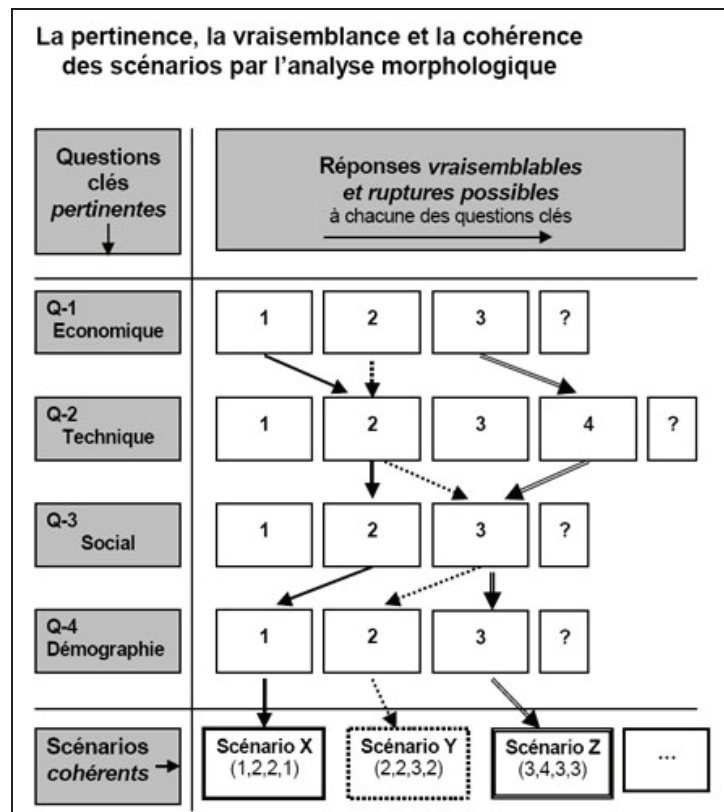 La pertinence, la vraisemblance et la cohérence
des scénarios par l'analyse morphologique
Questions
clés
pertinentes
Réponses vraisemblables
et ruptures possibles
à chacune des questions clés
Q-1
Economique
1
2
3
?
Q-2
Technique
1
2
3
4
?
Q-3
Social
1
2
3
?
Q-4
Démographie
1
2
3
?
Scénarios
cohérents
Scénario X
(1,2,2,1)
Scénario Y
(2,2,3,2)
Scénario Z
(3,4,3,3)
...